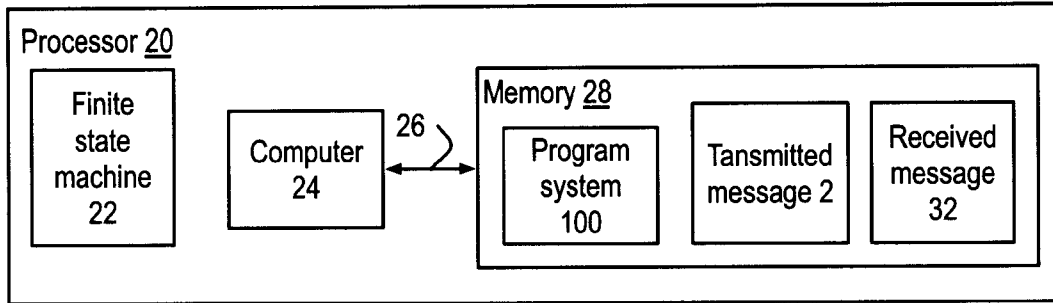 Processor 20
Finite
state
machine
22
Computer
24
26
Memory 28
Program
system
100
Tansmitted
message 2
Received
message
32